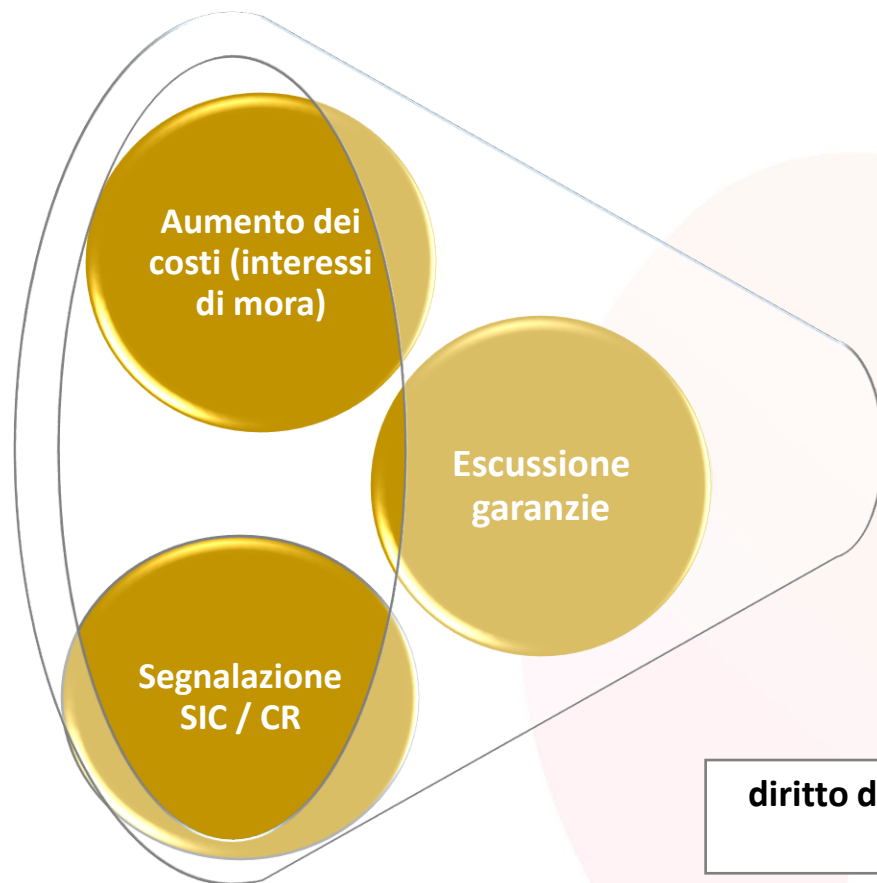 Aumento dei
costi (interessi
di mora)
Escussione
garanzie
Segnalazione
SIC / CR
diritto d